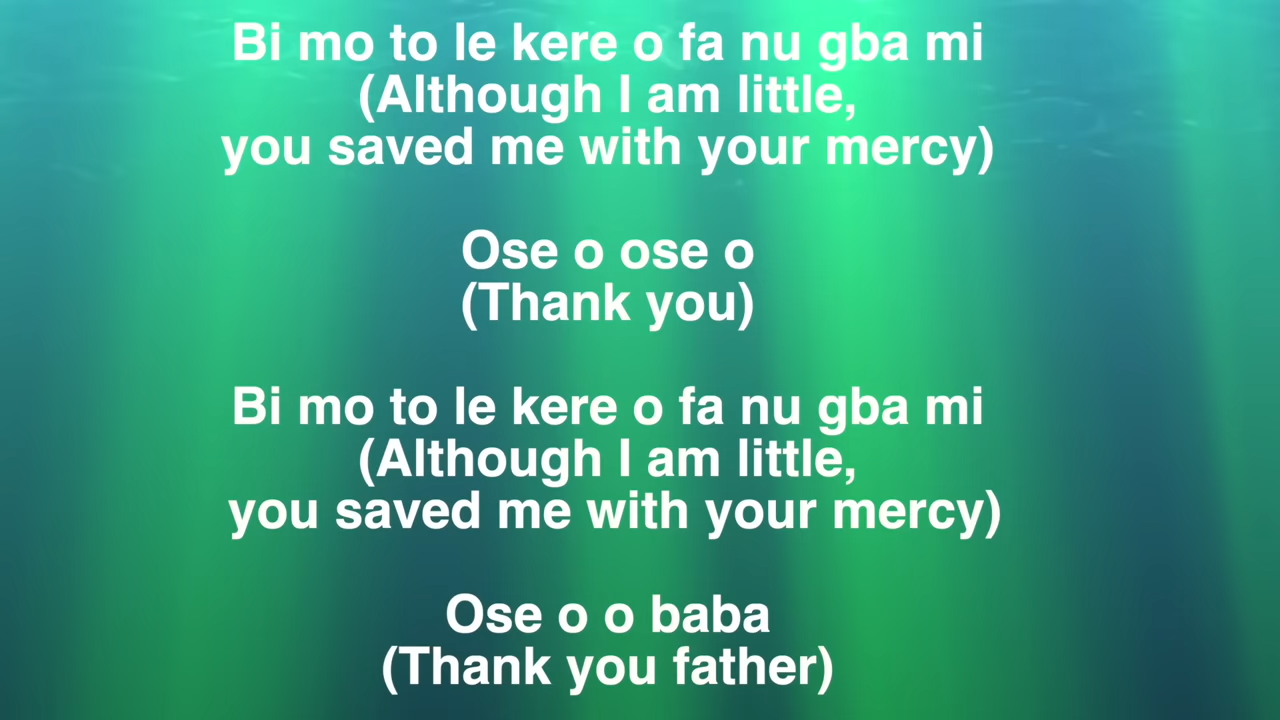 Bi mo to le kere o fa nu gba mi
(Although I am little,
you saved me with your mercy)
Ose o ose o
(Thank you)
Bi mo to le kere o fa nu gba mi
(Although I am little,
you saved me with your mercy)
Ose o o baba
(Thank you father)